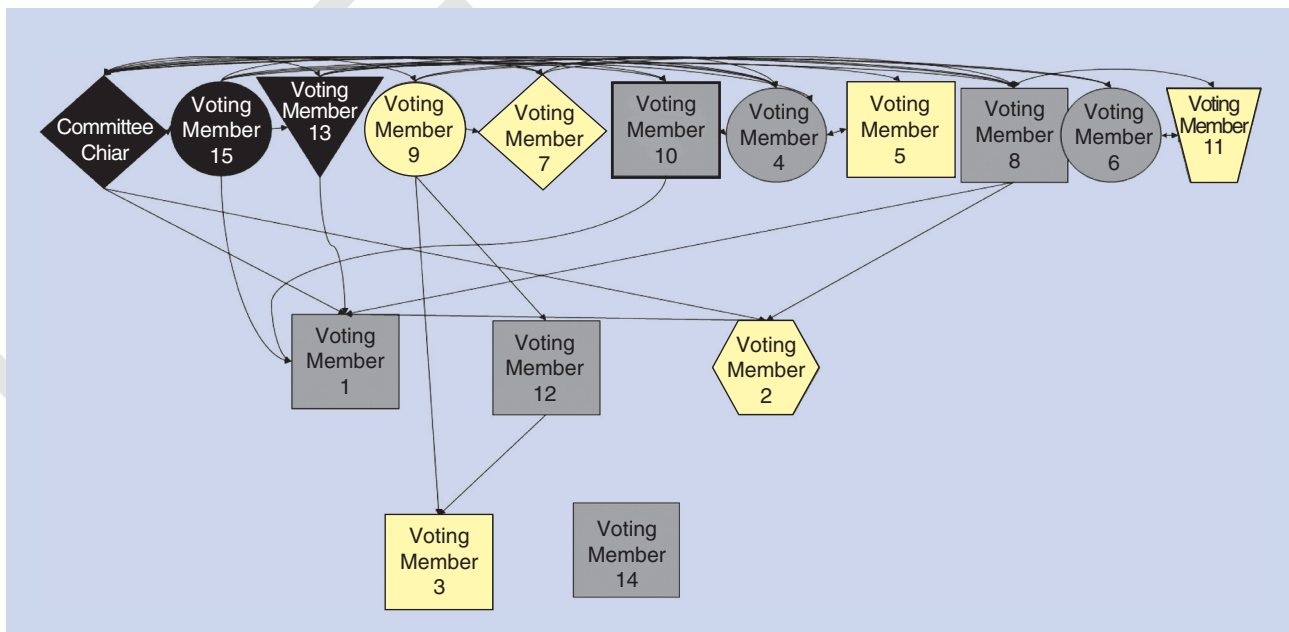 Committee
Chiar
Voting
Member
15
Voting
Member
13
Voting
Member
9
Voting
Member
7
Voting
Member
10
Voting
Member
4
Voting
Member
5
Voting
Member
8
Voting
Member
6
Voting
Member
11
Voting
Member
1
Voting
Member
12
Voting
Member
2
Voting
Member
3
Voting
Member
14